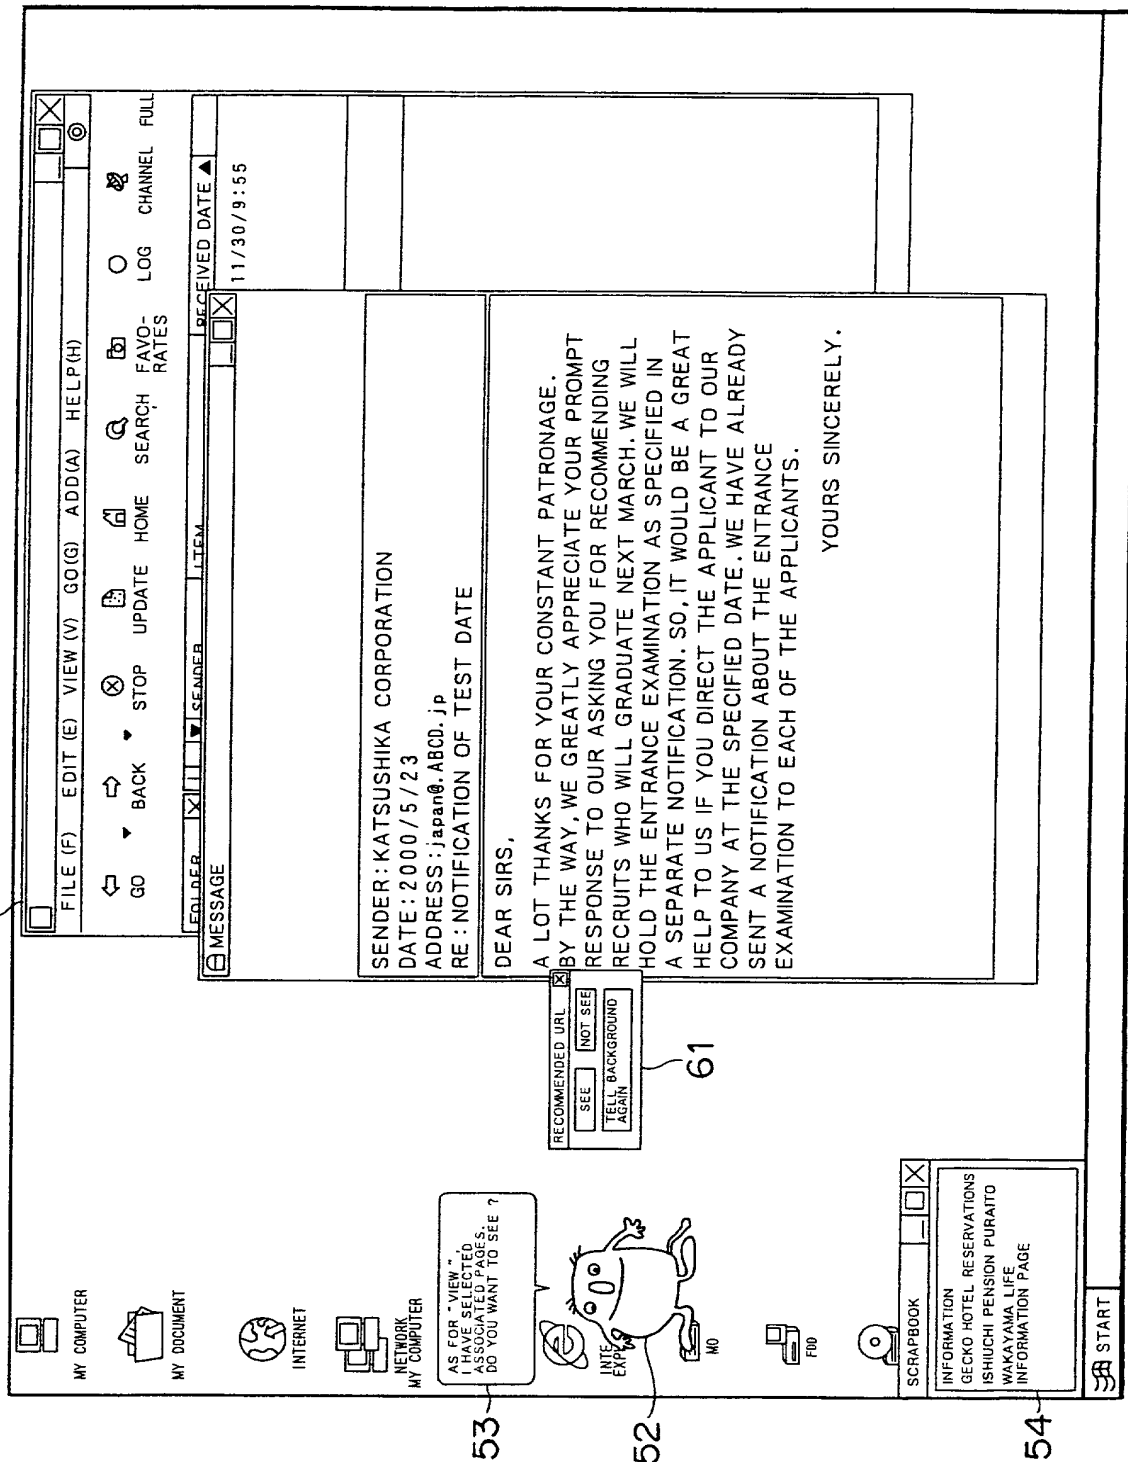 FILE (F) EDIT (E) VIEW (V) GO(G) ADD(A) HELP(H)
GO BACK STOP UPDATE HOME SEARCH FAVO-
RATES
LOG CHANNEL FULL
FOLDER ! SENDER ITEM RECEIVED DATE
11/30/9:55
MESSAGE
SENDER:KATSUSHIKA CORPORATION
DATE:2000/5/23
ADDRESS:japan@.ABCD.jp
RE:NOTIFICATION OF TEST DATE
DEAR SIRS,
A LOT THANKS FOR YOUR CONSTANT PATRONAGE.
BY THE WAY, WE GREATLY APPRECIATE YOUR PROMPT
RESPONSE TO OUR ASKING YOU FOR RECOMMENDING
RECRUITS WHO WILL GRADUATE NEXT MARCH. WE WILL
HOLD THE ENTRANCE EXAMINATION AS SPECIFIED IN
A SEPARATE NOTIFICATION. SO, IT WOULD BE A GREAT
HELP TO US IF YOU DIRECT THE APPLICANT TO OUR
COMPANY AT THE SPECIFIED DATE. WE HAVE ALREADY
SENT A NOTIFICATION ABOUT THE ENTRANCE
EXAMINATION TO EACH OF THE APPLICANTS.
YOURS SINCERELY.
RECOMMENDED URL
SEE NOT SEE
TELL BACKGROUND
AGAIN
61
MY COMPUTER
MY DOCUMENT
INTERNET
NETWORK
MY COMPUTER
AS FOR "VIEW",
I HAVE SELECTED
ASSOCIATED PAGES.
DO YOU WANT TO SEE ?
53
INTE
EXP
52
MO
FDD
SCRAPBOOK
INFORMATION
GECKO HOTEL RESERVATIONS
ISHIUCHI PENSION PURAITO
WAKAYAMA LIFE
INFORMATION PAGE
54
START